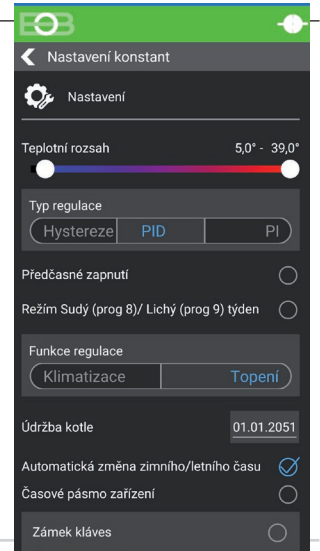 EOB
Nastavení konstant
Nastavení
Teplotní rozsah 5,0° - 39,0°
Typ regulace
Hystereze PID PI
Předčasné zapnutí
Režím Sudý (prog 8)/ Lichý (prog 9) týden
Funkce regulace
Klimatizace Topení
Údržba kotle 01.01.2051
Automatická změna zimního/letního času
Časové pásmo zařízení
Zámek kláves